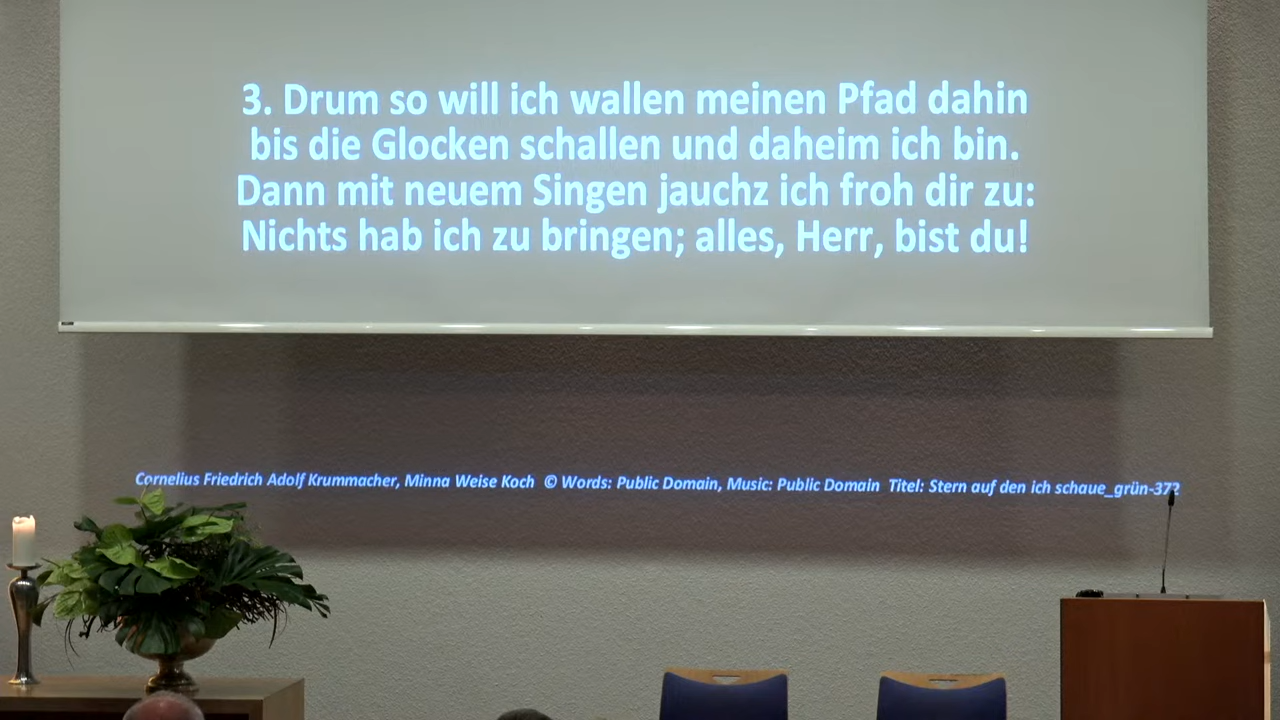 3. Drum so will ich wallen meinen Pfad dahin
bis die Glocken schallen und daheim ich bin.
Dann mit neuem Singen jauchz ich froh dir zu:
Nichts hab ich zu bringen; alles, Herr, bist du!
Cornelius Friedrich Adolf Krummacher, Minna Weise Koch © Words: Public Domain, Music: Public Domain Titel: Stern auf den ich schaue_grün-372